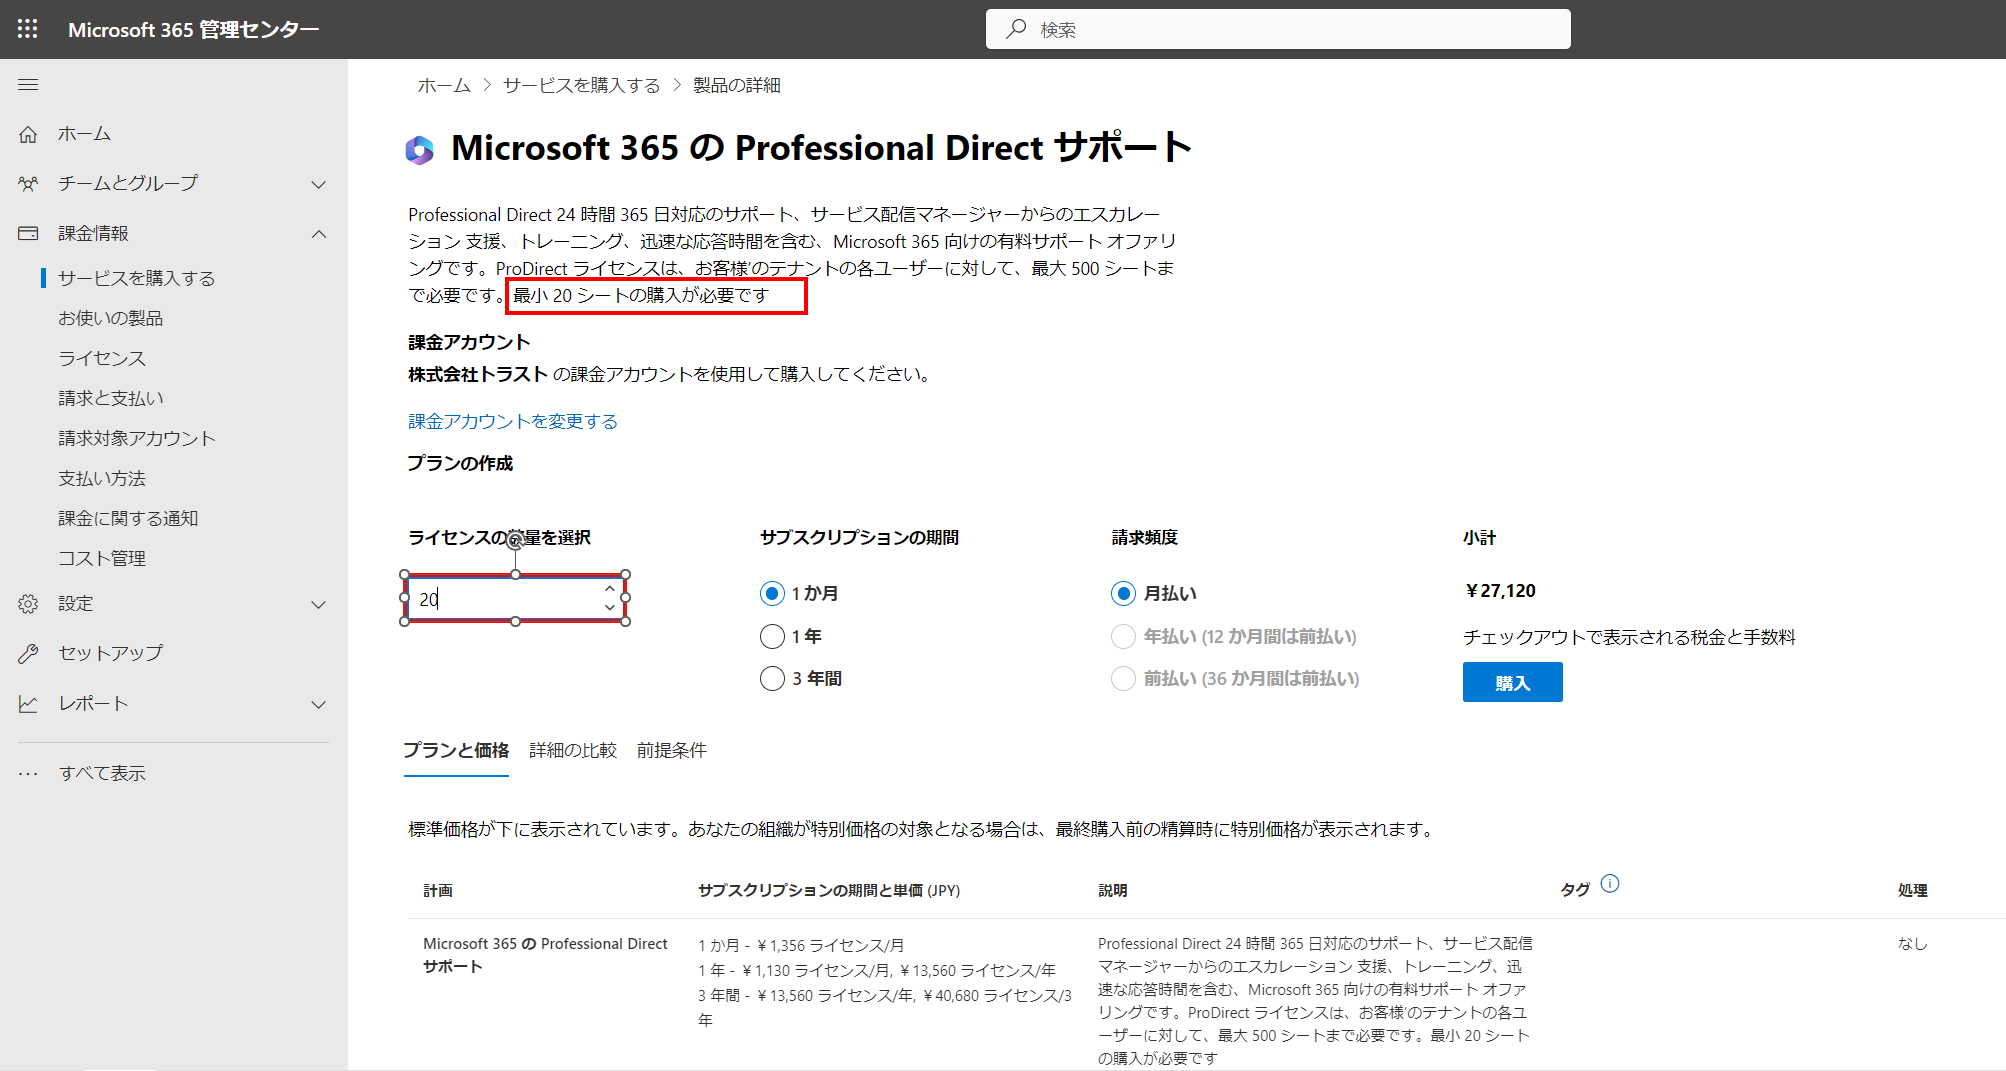 Microsoft 365 管理センター
検索
ホーム
チームとグループ
課金情報
サービスを購入する
お使いの製品
ライセンス
請求と支払い
請求対象アカウント
支払い方法
課金に関する通知
コスト管理
設定
セットアップ
レポート
すべて表示
ホーム > サービスを購入する > 製品の詳細
Microsoft 365 の Professional Direct サポート
Professional Direct 24 時間 365 日対応のサポート、サービス配信マネージャーからのエスカレー
ション 支援、トレーニング、迅速な応答時間を含む、Microsoft 365 向けの有料サポート オファリ
ングです。ProDirect ライセンスは、お客様'のテナントの各ユーザーに対して、最大 500 シートま
で必要です。最小 20 シートの購入が必要です
課金アカウント
株式会社トラスト の課金アカウントを使用して購入してください。
課金アカウントを変更する
プランの作成
ライセンスの数量を選択
20
サブスクリプションの期間
1 か月
1 年
3 年間
請求頻度
月払い
年払い (12 か月間は前払い)
前払い (36 か月間は前払い)
小計
￥27,120
チェックアウトで表示される税金と手数料
購入
プランと価格 詳細の比較 前提条件
標準価格が下に表示されています。あなたの組織が特別価格の対象となる場合は、最終購入前の精算時に特別価格が表示されます。
計画 サブスクリプションの期間と単価 (JPY) 説明 タグ 処理
Microsoft 365 の Professional Direct
サポート
1 か月 - ￥1,356 ライセンス/月
1 年 - ￥1,130 ライセンス/月, ￥13,560 ライセンス/年
3 年間 - ￥13,560 ライセンス/年, ￥40,680 ライセンス/3
年
Professional Direct 24 時間 365 日対応のサポート、サービス配信
マネージャーからのエスカレーション 支援、トレーニング、迅
速な応答時間を含む、Microsoft 365 向けの有料サポート オファ
リングです。ProDirect ライセンスは、お客様'のテナントの各ユ
ーザーに対して、最大 500 シートまで必要です。最小 20 シート
の購入が必要です
なし